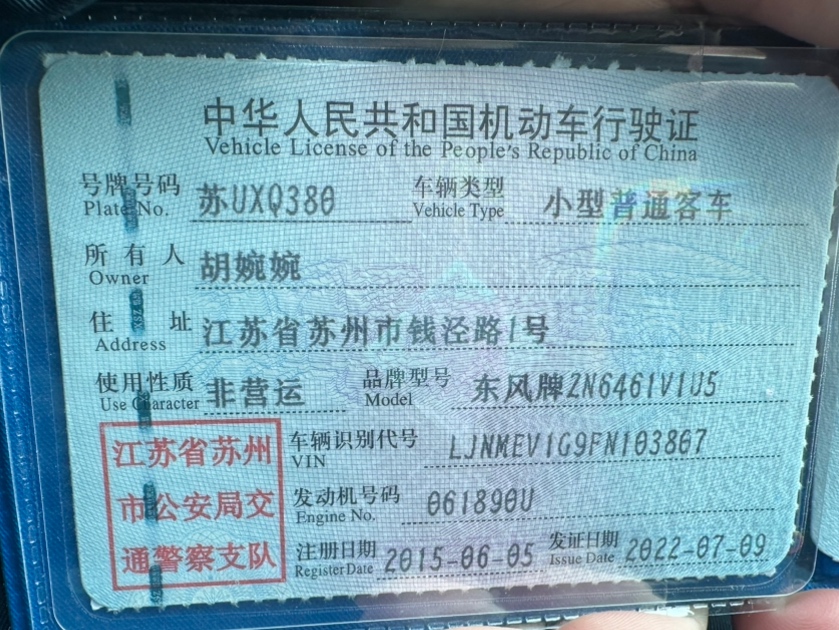 中华人民共和国机动车行驶证
Vehicle License of the People's Republic of China
号牌号码 苏UXQ380 车辆类型 小型普通客车
Plate No. Vehicle Type
所有人 胡婉婉
Owner
住址 江苏省苏州市钱泾路1号
Address
使用性质 非营运 品牌型号 东风牌ZN6461V1U5
Use Character Model
江苏省苏州
市公安局交
通警察支队
车辆识别代号 LJNMEV1G9FN103867
VIN
发动机号码 061890U
Engine No.
注册日期 2015-06-05 发证日期 2022-07-09
Register Date Issue Date